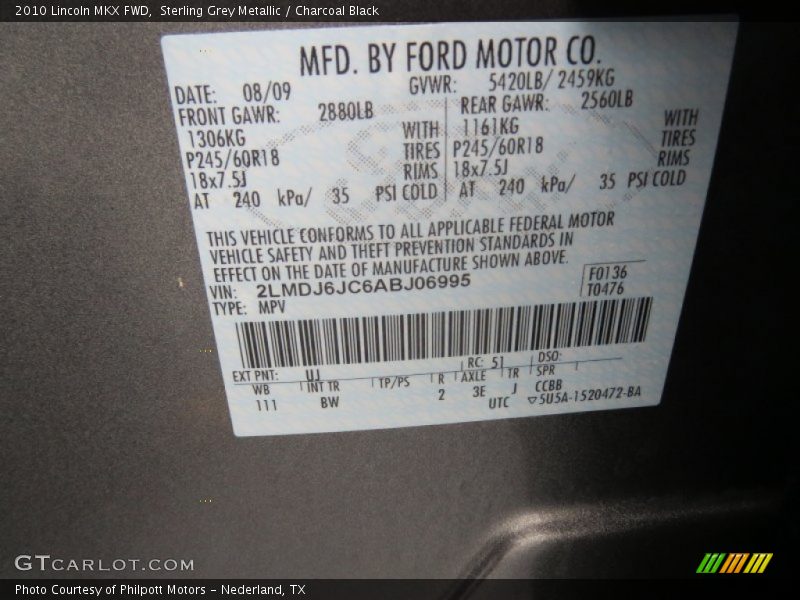 2010 Lincoln MKX FWD, Sterling Grey Metallic / Charcoal Black
MFD. BY FORD MOTOR CO.
DATE: 08/09 GVWR: 5420LB/ 2459KG
FRONT GAWR: 2880LB REAR GAWR: 2560LB
1306KG WITH 1161KG WITH
P245/60R18 TIRES P245/60R18 TIRES
18x7.5J RIMS 18x7.5J RIMS
AT 240 kPa/ 35 PSI COLD AT 240 kPa/ 35 PSI COLD
THIS VEHICLE CONFORMS TO ALL APPLICABLE FEDERAL MOTOR
VEHICLE SAFETY AND THEFT PREVENTION STANDARDS IN
EFFECT ON THE DATE OF MANUFACTURE SHOWN ABOVE.
VIN: 2LMDJ6JC6ABJ06995 F0136
TYPE: MPV T0476
EXT PNT: UJ RC: 51 DSO:
WB INT TR TP/PS R AXLE TR SPR
111 BW 2 3E J CCBB
UTC ▽5U5A-1520472-BA
GTCARLOT.COM
Photo Courtesy of Philpott Motors - Nederland, TX